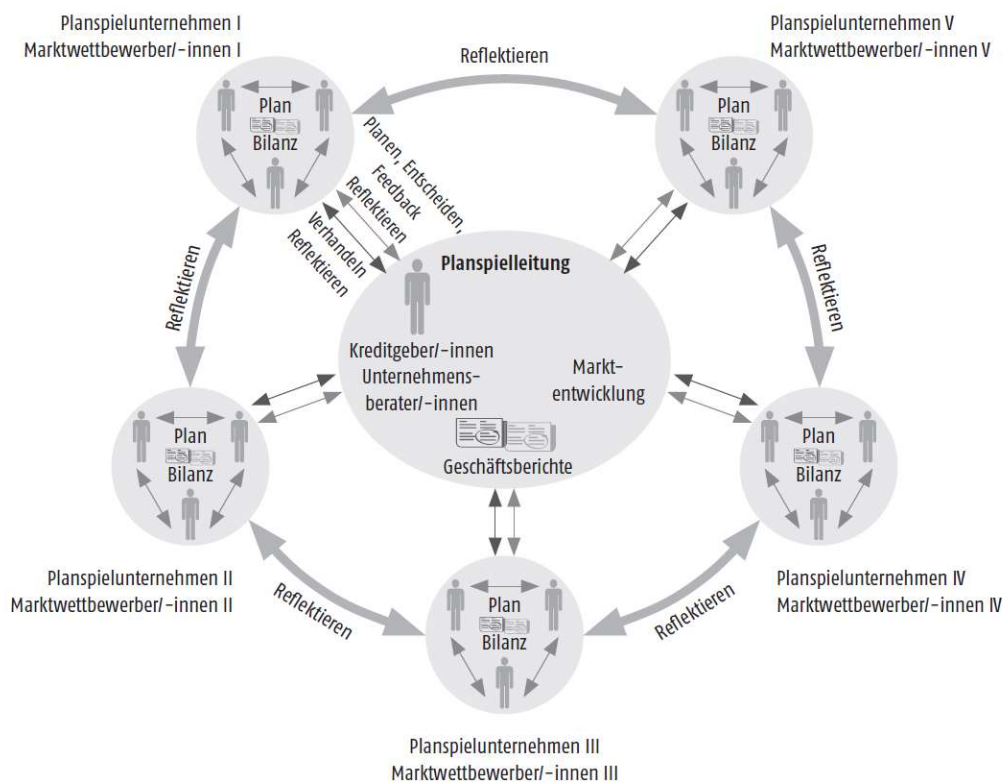 Planspielunternehmen I
Marktwettbewerber/-innen I
Planspielunternehmen V
Marktwettbewerber/-innen V
Reflektieren
Plan
Bilanz
Plan
Bilanz
Planen, Entscheiden,
Feedback
Reflektieren
Verhandeln
Reflektieren
Reflektieren
Reflektieren
Planspielleitung
Kreditgeber/-innen
Unternehmens-
berater/-innen
Markt-
entwicklung
Geschäftsberichte
Plan
Bilanz
Plan
Bilanz
Planspielunternehmen II
Marktwettbewerber/-innen II
Reflektieren
Plan
Bilanz
Reflektieren
Planspielunternehmen IV
Marktwettbewerber/-innen IV
Planspielunternehmen III
Marktwettbewerber/-innen III